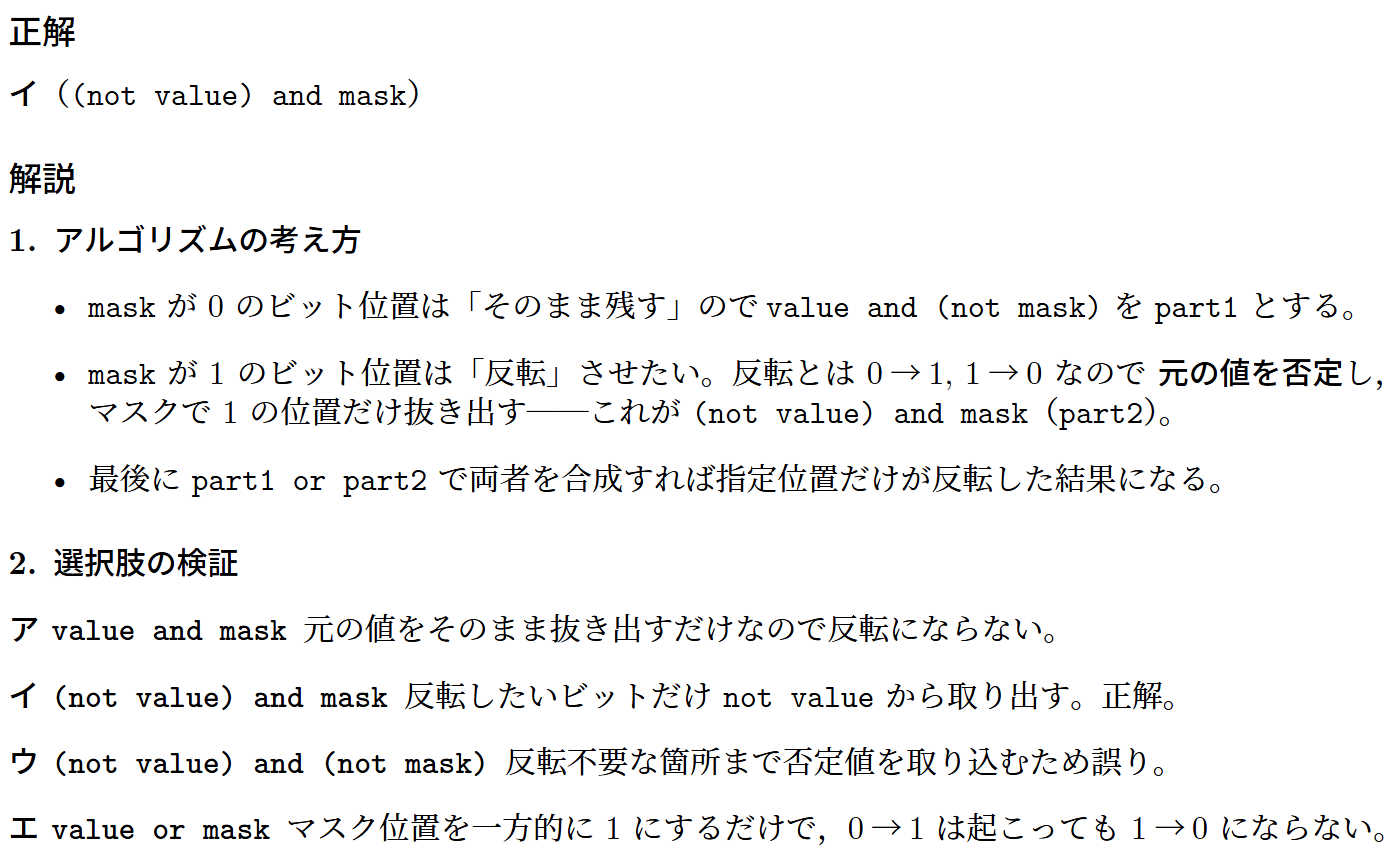 正解
イ（(not value) and mask）
解説
1. アルゴリズムの考え方
• mask が 0 のビット位置は「そのまま残す」ので value and (not mask) を part1 とする。
• mask が 1 のビット位置は「反転」させたい。反転とは 0→1, 1→0 なので 元の値を否定し，
マスクで 1 の位置だけ抜き出す——これが (not value) and mask（part2）。
• 最後に part1 or part2 で両者を合成すれば指定位置だけが反転した結果になる。
2. 選択肢の検証
ア value and mask 元の値をそのまま抜き出すだけなので反転にならない。
イ (not value) and mask 反転したいビットだけ not value から取り出す。正解。
ウ (not value) and (not mask) 反転不要な箇所まで否定値を取り込むため誤り。
エ value or mask マスク位置を一方的に 1 にするだけで，0→1 は起こっても 1→0 にならない。